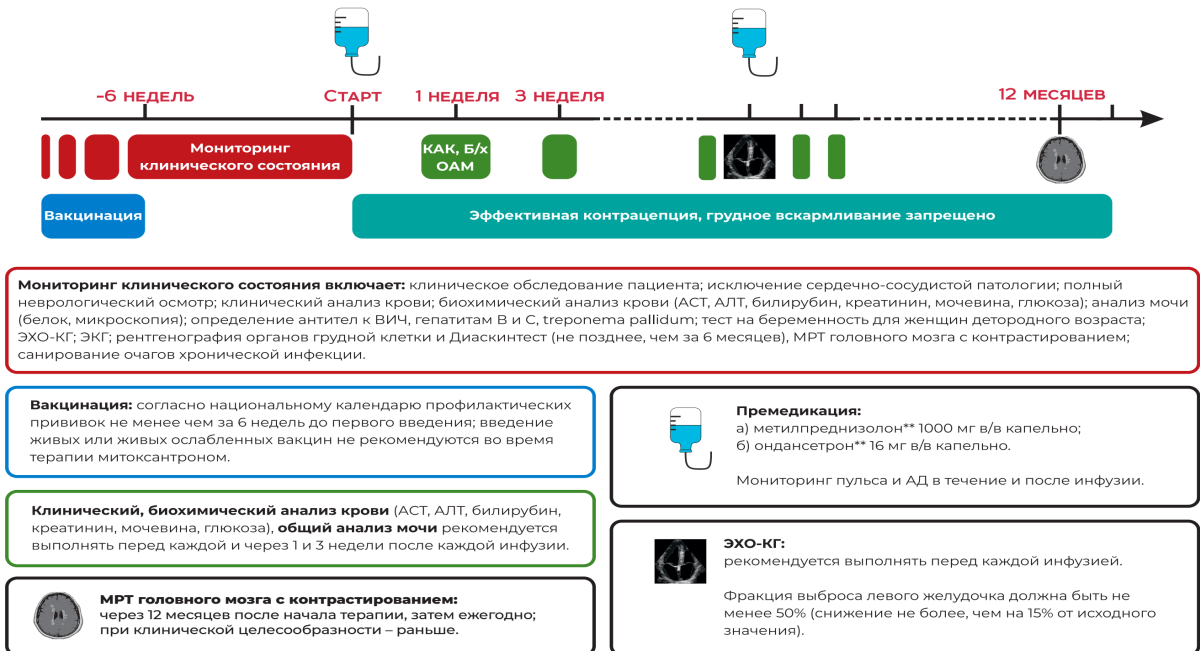 -6 НЕДЕЛЬ
СТАРТ
1 НЕДЕЛЯ
3 НЕДЕЛЯ
12 МЕСЯЦЕВ
Мониторинг
клинического состояния
КАК, Б/х
ОАМ
Вакцинация
Эффективная контрацепция, грудное вскармливание запрещено
Мониторинг клинического состояния включает: клиническое обследование пациента; исключение сердечно-сосудистой патологии; полный
неврологический осмотр; клинический анализ крови; биохимический анализ крови (АСТ, АЛТ, билирубин, креатинин, мочевина, глюкоза); анализ мочи
(белок, микроскопия); определение антител к ВИЧ, гепатитам В и С, treponema pallidum; тест на беременность для женщин детородного возраста;
ЭХО-КГ; ЭКГ; рентгенография органов грудной клетки и Диаскинтест (не позднее, чем за 6 месяцев), МРТ головного мозга с контрастированием;
санирование очагов хронической инфекции.
Вакцинация: согласно национальному календарю профилактических
прививок не менее чем за 6 недель до первого введения; введение
живых или живых ослабленных вакцин не рекомендуются во время
терапии митоксантроном.
Клинический, биохимический анализ крови (АСТ, АЛТ, билирубин,
креатинин, мочевина, глюкоза), общий анализ мочи рекомендуется
выполнять перед каждой и через 1 и 3 недели после каждой инфузии.
МРТ головного мозга с контрастированием:
через 12 месяцев после начала терапии, затем ежегодно;
при клинической целесообразности – раньше.
Премедикация:
а) метилпреднизолон** 1000 мг в/в капельно;
б) ондансетрон** 16 мг в/в капельно.
Мониторинг пульса и АД в течение и после инфузии.
ЭХО-КГ:
рекомендуется выполнять перед каждой инфузией.
Фракция выброса левого желудочка должна быть не
менее 50% (снижение не более, чем на 15% от исходного
значения).